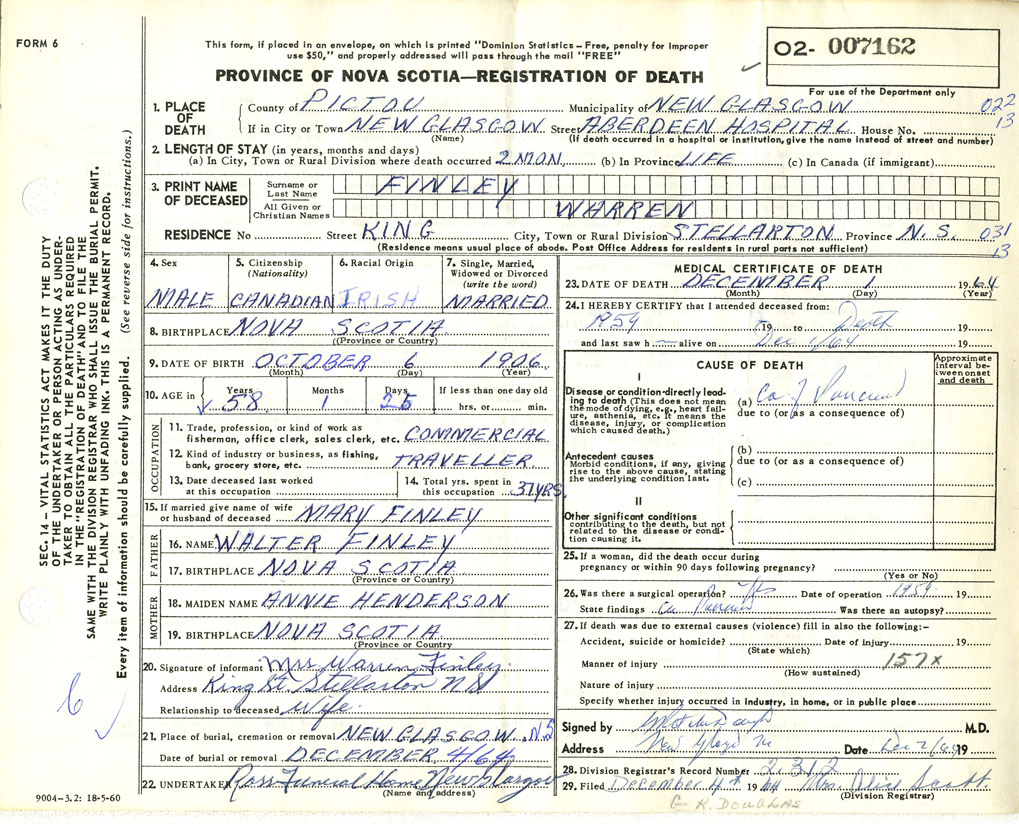 FORM 6
This form, if placed in an envelope, on which is printed "Dominion Statistics – Free, penalty for improper
use $50," and properly addressed will pass through the mail "FREE"
02- 007162
For use of the Department only
PROVINCE OF NOVA SCOTIA—REGISTRATION OF DEATH
1. PLACE OF DEATH
County of PICTOU Municipality of NEW GLASGOW 022
If in City or Town NEW GLASGOW Street ABERDEEN HOSPITAL House No. 13
(Name) (If death occurred in a hospital or institution, give name instead of street and number)
2. LENGTH OF STAY (in years, months and days)
(a) In City, Town or Rural Division where death occurred 2 MON. (b) In Province LIFE (c) In Canada (if immigrant)
3. PRINT NAME OF DECEASED
Surname or Last Name FINLEY
All Given or Christian Names WARREN
RESIDENCE No Street KING City, Town or Rural Division STELLARTON Province N.S. 031
(Residence means usual place of abode. Post Office Address for residents in rural parts not sufficient) 13
4. Sex
MALE
5. Citizenship
(Nationality)
CANADIAN
6. Racial Origin
IRISH
7. Single, Married,
Widowed or Divorced
(write the word)
MARRIED
8. BIRTHPLACE NOVA SCOTIA
(Province or Country)
9. DATE OF BIRTH OCTOBER 6 1906
(Month) (Day) (Year)
10. AGE in Years 58 Months 1 Days 25 If less than one day old
hrs. or min.
OCCUPATION
11. Trade, profession, or kind of work as
fisherman, office clerk, sales clerk, etc. COMMERCIAL
12. Kind of industry or business, as fishing,
bank, grocery store, etc. TRAVELLER
13. Date deceased last worked
at this occupation
14. Total yrs. spent in
this occupation 37 YRS
15. If married give name of wife
or husband of deceased MARY FINLEY
FATHER
16. NAME WALTER FINLEY
17. BIRTHPLACE NOVA SCOTIA
(Province or Country)
MOTHER
18. MAIDEN NAME ANNIE HENDERSON
19. BIRTHPLACE NOVA SCOTIA
(Province or Country)
20. Signature of informant Mrs Warren Finley
Address King St. Stellarton N S
Relationship to deceased Wife
21. Place of burial, cremation or removal NEW GLASGOW N.S
Date of burial or removal DECEMBER 4/64
22. UNDERTAKER Ross Funeral Home New Glasgow
(Name and address)
MEDICAL CERTIFICATE OF DEATH
23. DATE OF DEATH DECEMBER 1 1964
(Month) (Day) (Year)
24. I HEREBY CERTIFY that I attended deceased from:
1959 19 to Death 19
and last saw h — alive on Dec 1/64 19
CAUSE OF DEATH
Approximate interval between onset and death
I
Disease or condition directly leading to death (This does not mean the mode of dying, e.g., heart failure, asthenia, etc. It means the disease, injury, or complication which caused death.)
(a) Ca of
due to (or as a consequence of)
Antecedent causes
Morbid conditions, if any, giving rise to the above cause, stating the underlying condition last.
(b)
due to (or as a consequence of)
(c)
II
Other significant conditions
contributing to the death, but not related to the disease or condition causing it.
25. If a woman, did the death occur during
pregnancy or within 90 days following pregnancy?
(Yes or No)
26. Was there a surgical operation? Yes Date of operation 1959 19
State findings Ca Was there an autopsy?
27. If death was due to external causes (violence) fill in also the following:–
Accident, suicide or homicide? Date of injury 19
(State which)
Manner of injury 157x
(How sustained)
Nature of injury
Specify whether injury occurred in industry, in home, or in public place
Signed by M.D.
Address New Date Dec 2/64 19
28. Division Registrar's Record Number 2312
29. Filed December 4th 1964 Mrs.
(Division Registrar)
G R. DOUGLAS
SEC. 14 – VITAL STATISTICS ACT MAKES IT THE DUTY
OF THE UNDERTAKER OR PERSON ACTING AS UNDER-
TAKER TO OBTAIN ALL THE PARTICULARS REQUIRED
IN THE "REGISTRATION OF DEATH" AND TO FILE THE
SAME WITH THE DIVISION REGISTRAR WHO SHALL ISSUE THE BURIAL PERMIT.
WRITE PLAINLY WITH UNFADING INK. THIS IS A PERMANENT RECORD.
Every item of information should be carefully supplied. (See reverse side for instructions.)
6
9004–3.2: 18-5-60